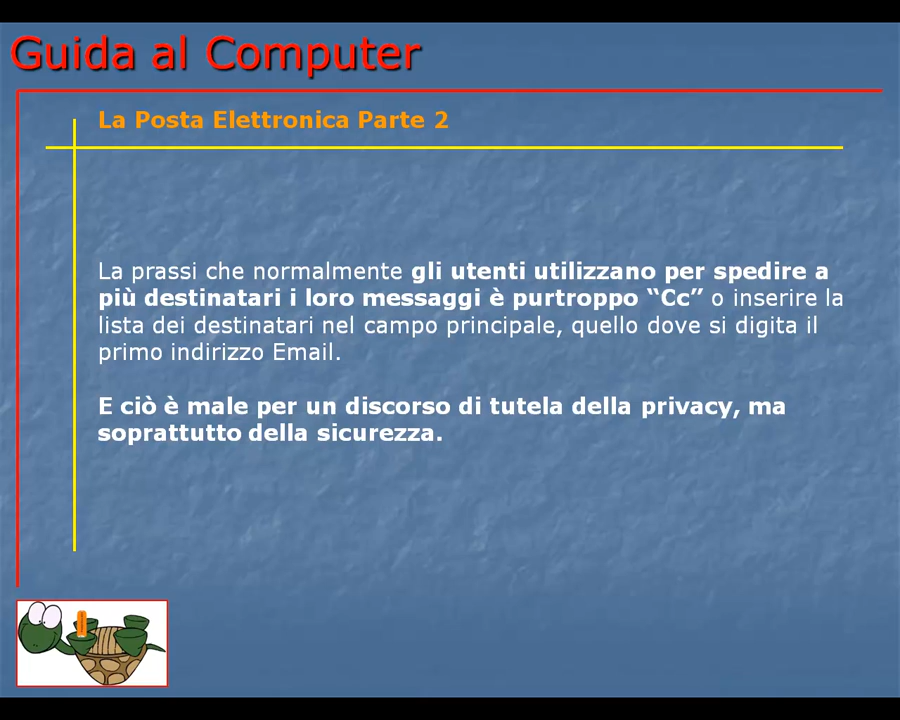 Guida al Computer
La Posta Elettronica Parte 2
La prassi che normalmente gli utenti utilizzano per spedire a
più destinatari i loro messaggi è purtroppo “Cc” o inserire la
lista dei destinatari nel campo principale, quello dove si digita il
primo indirizzo Email.
E ciò è male per un discorso di tutela della privacy, ma
soprattutto della sicurezza.